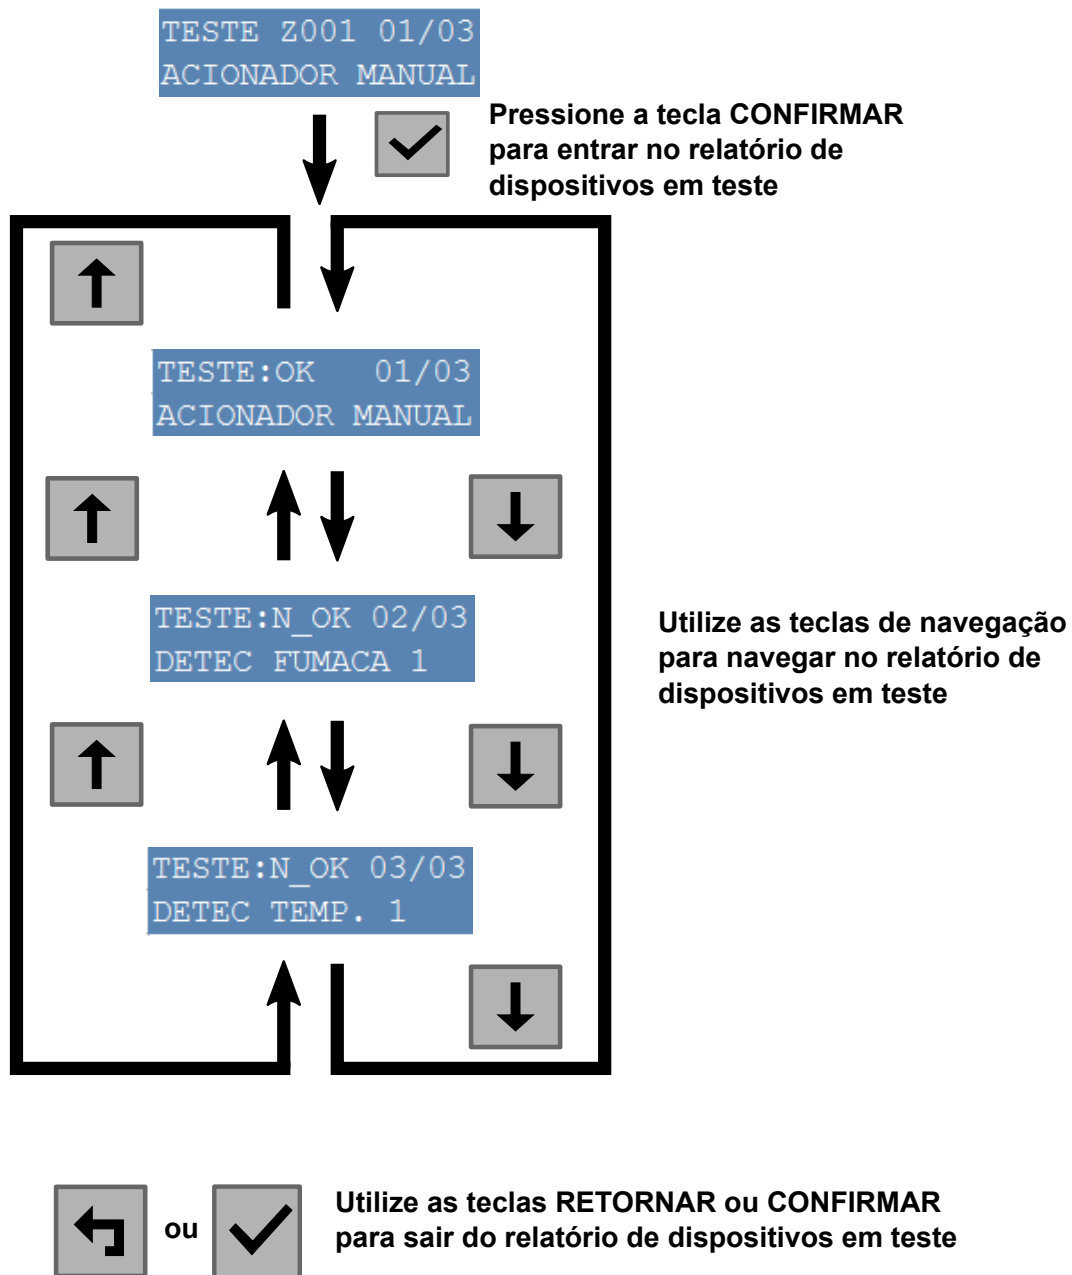 TESTE Z001 01/03
ACIONADOR MANUAL
Pressione a tecla CONFIRMAR
para entrar no relatório de
dispositivos em teste
TESTE:OK 01/03
ACIONADOR MANUAL
TESTE:N_OK 02/03
DETEC FUMACA 1
Utilize as teclas de navegação
para navegar no relatório de
dispositivos em teste
TESTE:N_OK 03/03
DETEC TEMP. 1
ou
Utilize as teclas RETORNAR ou CONFIRMAR
para sair do relatório de dispositivos em teste